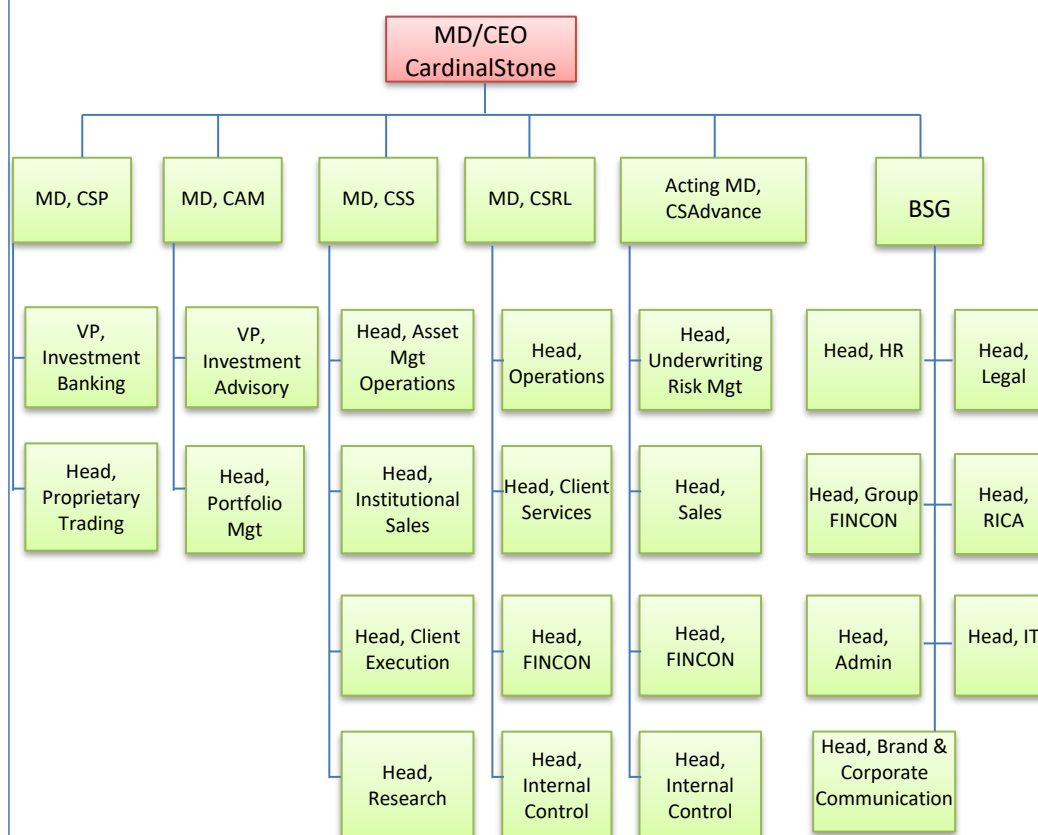 MD/CEO
CardinalStone
MD, CSP
MD, CAM
MD, CSS
MD, CSRL
Acting MD,
CSAdvance
BSG
VP,
Investment
Banking
VP,
Investment
Advisory
Head, Asset
Mgt
Operations
Head,
Operations
Head,
Underwriting
Risk Mgt
Head, HR
Head,
Legal
Head,
Proprietary
Trading
Head,
Portfolio
Mgt
Head,
Institutional
Sales
Head, Client
Services
Head,
Sales
Head, Group
FINCON
Head,
RICA
Head, Client
Execution
Head,
FINCON
Head,
FINCON
Head,
Admin
Head, IT
Head,
Research
Head,
Internal
Control
Head,
Internal
Control
Head, Brand &
Corporate
Communication